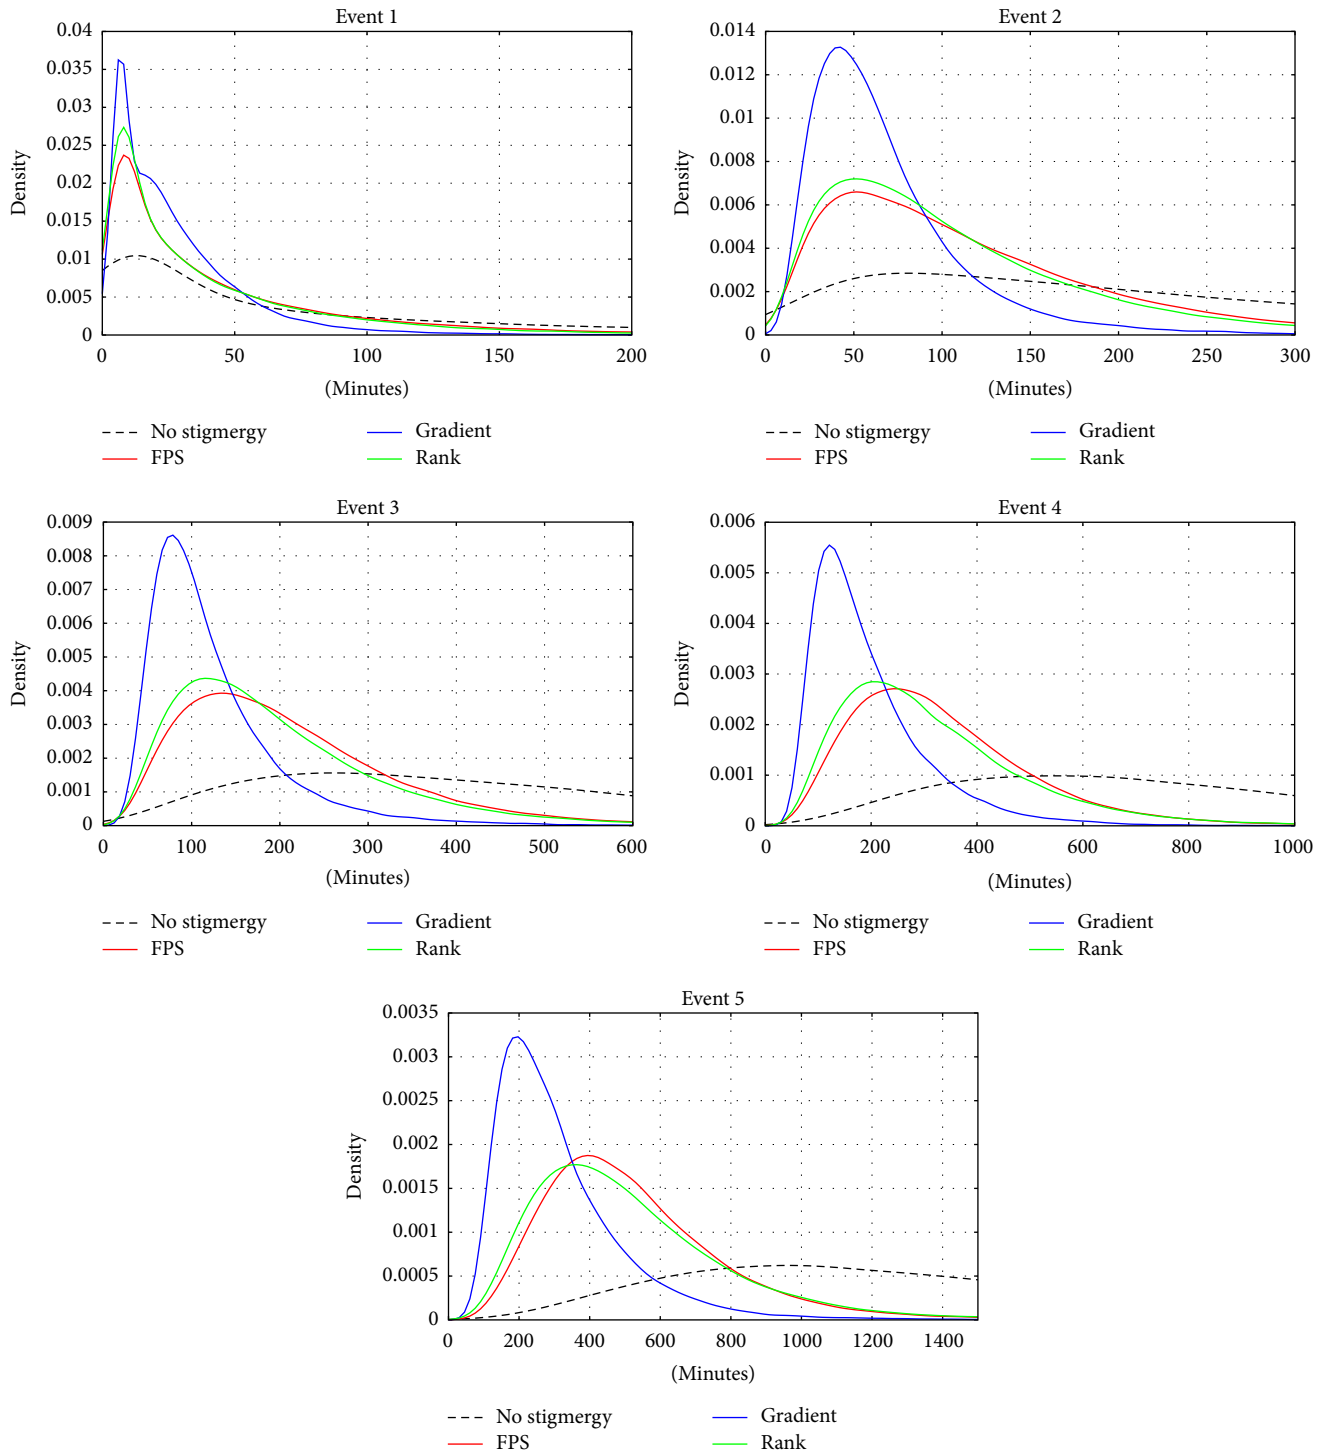 Event 1
0.04
0.035
0.03
0.025
0.02
0.015
0.01
0.005
0
Density
0 50 100 150 200
(Minutes)
No stigmergy
FPS
Gradient
Rank
Event 2
0.014
0.012
0.01
0.008
0.006
0.004
0.002
0
Density
0 50 100 150 200 250 300
(Minutes)
No stigmergy
FPS
Gradient
Rank
Event 3
0.009
0.008
0.007
0.006
0.005
0.004
0.003
0.002
0.001
0
Density
0 100 200 300 400 500 600
(Minutes)
No stigmergy
FPS
Gradient
Rank
Event 4
0.006
0.005
0.004
0.003
0.002
0.001
0
Density
0 200 400 600 800 1000
(Minutes)
No stigmergy
FPS
Gradient
Rank
Event 5
0.0035
0.003
0.0025
0.002
0.0015
0.001
0.0005
0
Density
0 200 400 600 800 1000 1200 1400
(Minutes)
No stigmergy
FPS
Gradient
Rank